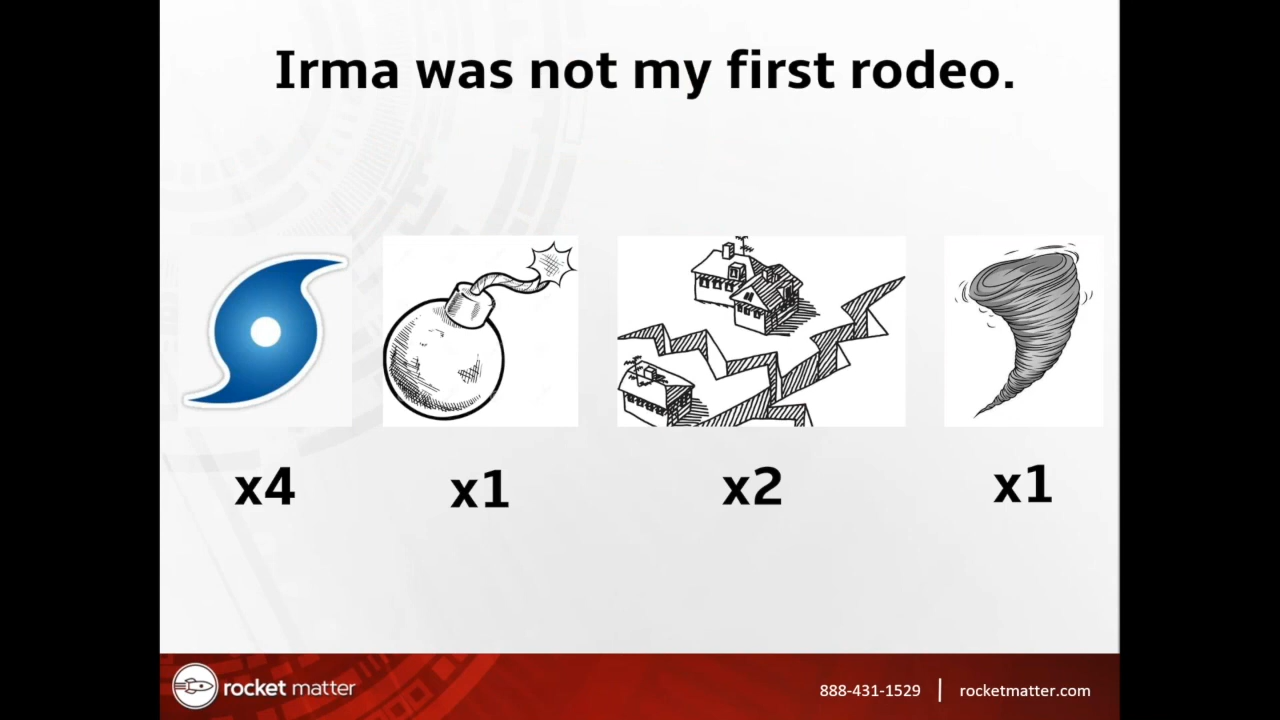 Irma was not my first rodeo.
x4
x1
x2
x1
rocket matter
888-431-1529 | rocketmatter.com